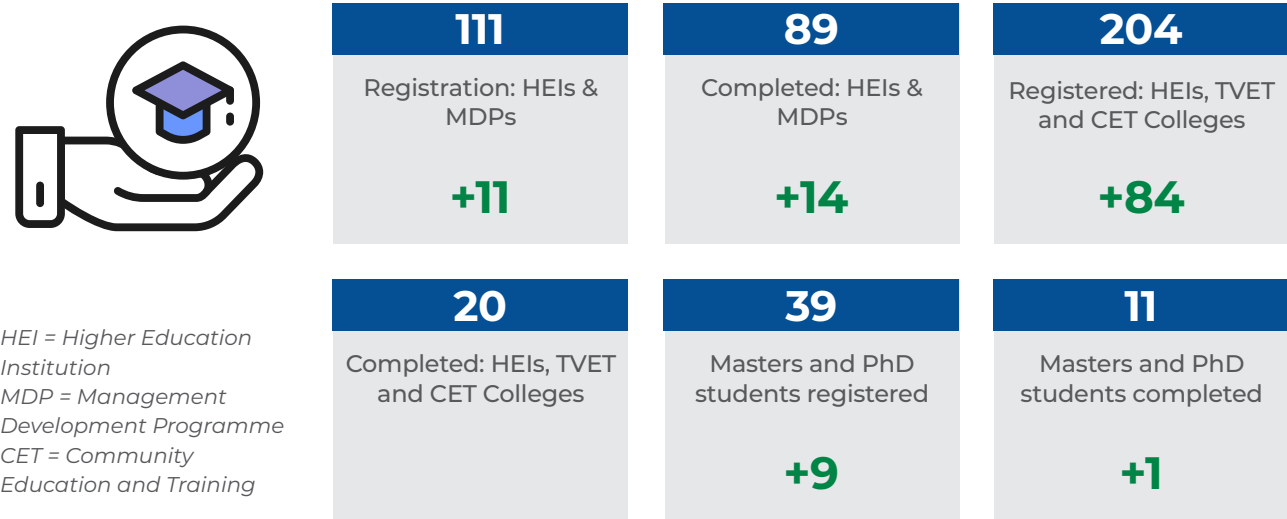 111
Registration: HEIs &
MDPs
+11
89
Completed: HEIs &
MDPs
+14
204
Registered: HEIs, TVET
and CET Colleges
+84
20
Completed: HEIs, TVET
and CET Colleges
39
Masters and PhD
students registered
+9
11
Masters and PhD
students completed
+1
HEI = Higher Education
Institution
MDP = Management
Development Programme
CET = Community
Education and Training